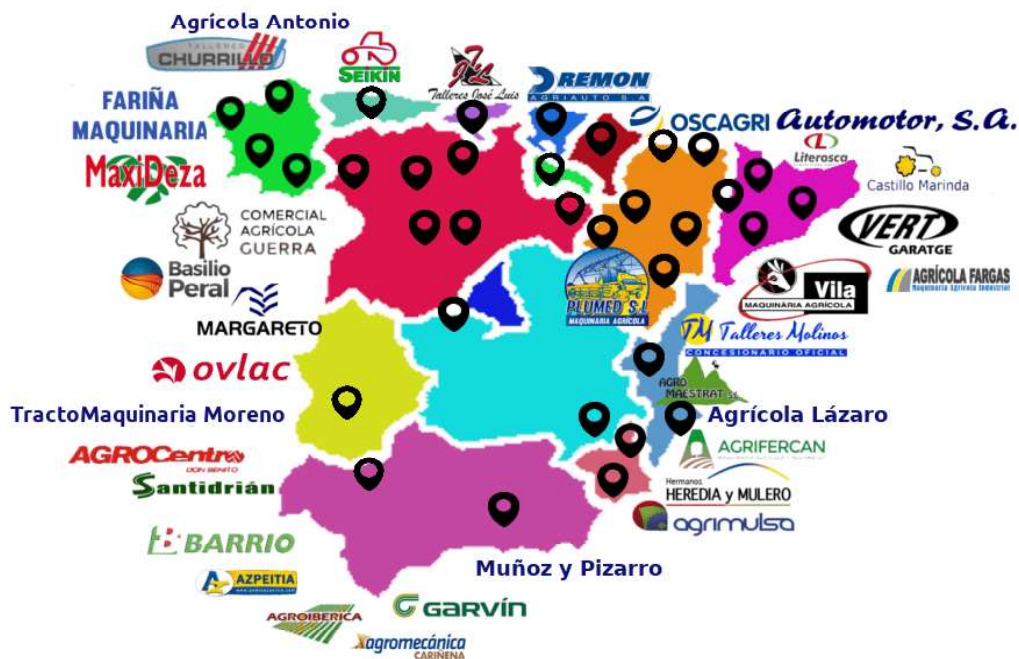 Agrícola Antonio
TALLERES
CHURRILLO
SEIKIN
Talleres José Luis
REMON
AGRIAUTO S.A.
FARIÑA
MAQUINARIA
OSCAGRI
Automotor, S.A.
Literosca
MaxiDeza
Castillo Marinda
COMERCIAL
AGRÍCOLA
GUERRA
VERT
GARATGE
Basilio
Peral
PLUMED S.L
MAQUINARIA AGRÍCOLA
Vila
MAQUINÀRIA AGRÍCOLA
AGRÍCOLA FARGAS
Maquinaria Agrícola Industrial
MARGARETO
TM Talleres Molinos
CONCESIONARIO OFICIAL
ovlac
AGRO
MAESTRAT S.L.
TractoMaquinaria Moreno
Agrícola Lázaro
AGROCentro
DON BENITO
AGRIFERCAN
Santidrián
Hermanos
HEREDIA y MULERO
agrimulsa
BARRIO
Muñoz y Pizarro
AZPEITIA
GARVÍN
AGROIBERICA
agromecánica
CARIÑENA